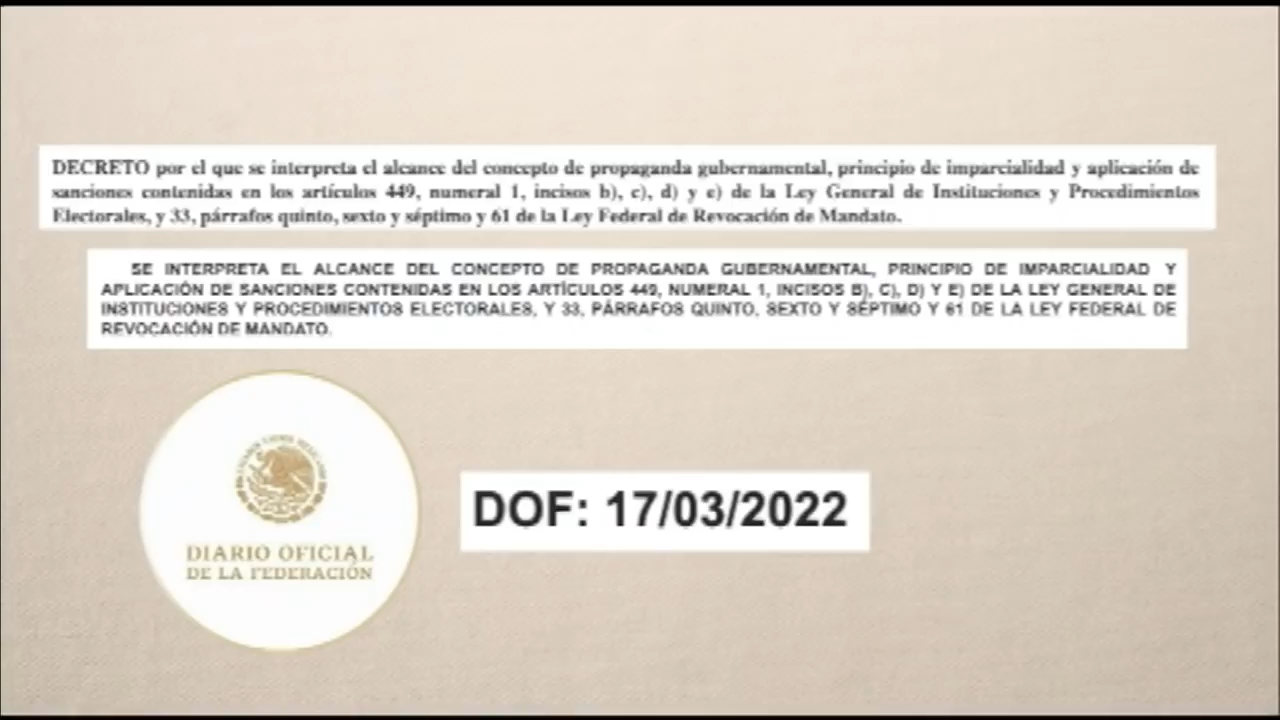 DECRETO por el que se interpreta el alcance del concepto de propaganda gubernamental, principio de imparcialidad y aplicación de
sanciones contenidas en los artículos 449, numeral 1, incisos b), c), d) y e) de la Ley General de Instituciones y Procedimientos
Electorales, y 33, párrafos quinto, sexto y séptimo y 61 de la Ley Federal de Revocación de Mandato.
SE INTERPRETA EL ALCANCE DEL CONCEPTO DE PROPAGANDA GUBERNAMENTAL, PRINCIPIO DE IMPARCIALIDAD Y
APLICACIÓN DE SANCIONES CONTENIDAS EN LOS ARTÍCULOS 449, NUMERAL 1, INCISOS B), C), D) Y E) DE LA LEY GENERAL DE
INSTITUCIONES Y PROCEDIMIENTOS ELECTORALES, Y 33, PÁRRAFOS QUINTO, SEXTO Y SÉPTIMO Y 61 DE LA LEY FEDERAL DE
REVOCACIÓN DE MANDATO.
DIARIO OFICIAL
DE LA FEDERACIÓN
DOF: 17/03/2022